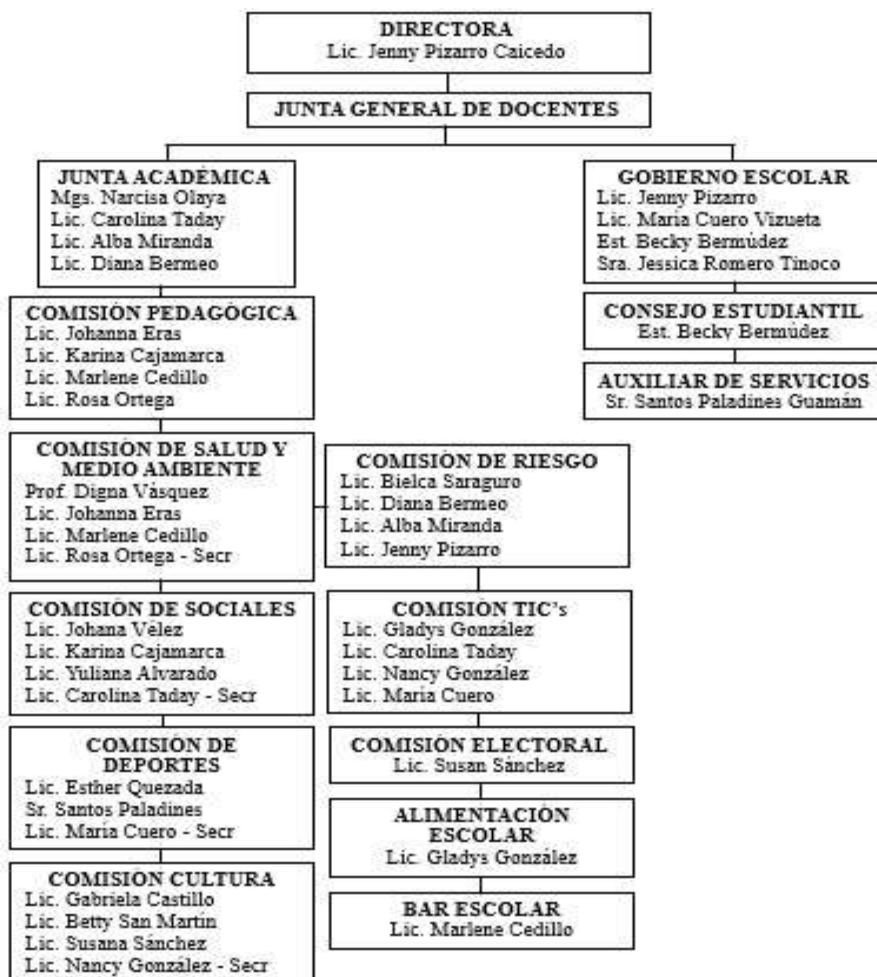 DIRECTORA
Lic. Jenny Pizarro Caicedo
JUNTA GENERAL DE DOCENTES
JUNTA ACADÉMICA
Mgs. Narcisa Olaya
Lic. Carolina Taday
Lic. Alba Miranda
Lic. Diana Bermeo
GOBIERNO ESCOLAR
Lic. Jenny Pizarro
Lic. María Cuero Vizueta
Est. Becky Bermúdez
Sra. Jessica Romero Tinoco
COMISIÓN PEDAGÓGICA
Lic. Johanna Eras
Lic. Karina Cajamarca
Lic. Marlene Cedillo
Lic. Rosa Ortega
CONSEJO ESTUDIANTIL
Est. Becky Bermúdez
AUXILIAR DE SERVICIOS
Sr. Santos Paladines Guamán
COMISIÓN DE SALUD Y
MEDIO AMBIENTE
Prof. Digna Vásquez
Lic. Johanna Eras
Lic. Marlene Cedillo
Lic. Rosa Ortega - Secr
COMISIÓN DE RIESGO
Lic. Bielca Saraguro
Lic. Diana Bermeo
Lic. Alba Miranda
Lic. Jenny Pizarro
COMISIÓN DE SOCIALES
Lic. Johana Vélez
Lic. Karina Cajamarca
Lic. Yuliana Alvarado
Lic. Carolina Taday - Secr
COMISIÓN TIC's
Lic. Gladys González
Lic. Carolina Taday
Lic. Nancy González
Lic. María Cuero
COMISIÓN DE
DEPORTES
Lic. Esther Quezada
Sr. Santos Paladines
Lic. María Cuero - Secr
COMISIÓN ELECTORAL
Lic. Susan Sánchez
ALIMENTACIÓN
ESCOLAR
Lic. Gladys González
COMISIÓN CULTURA
Lic. Gabriela Castillo
Lic. Betty San Martín
Lic. Susana Sánchez
Lic. Nancy González - Secr
BAR ESCOLAR
Lic. Marlene Cedillo